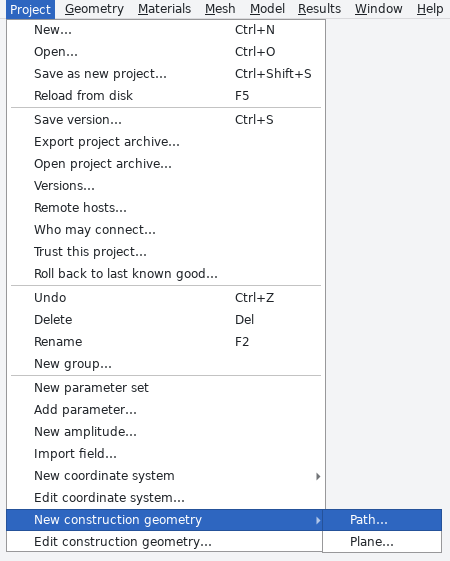 Project Geometry Materials Mesh Model Results Window Help
New... Ctrl+N
Open... Ctrl+O
Save as new project... Ctrl+Shift+S
Reload from disk F5
Save version... Ctrl+S
Export project archive...
Open project archive...
Versions...
Remote hosts...
Who may connect...
Trust this project...
Roll back to last known good...
Undo Ctrl+Z
Delete Del
Rename F2
New group...
New parameter set
Add parameter...
New amplitude...
Import field...
New coordinate system
Edit coordinate system...
New construction geometry Path...
Edit construction geometry... Plane...